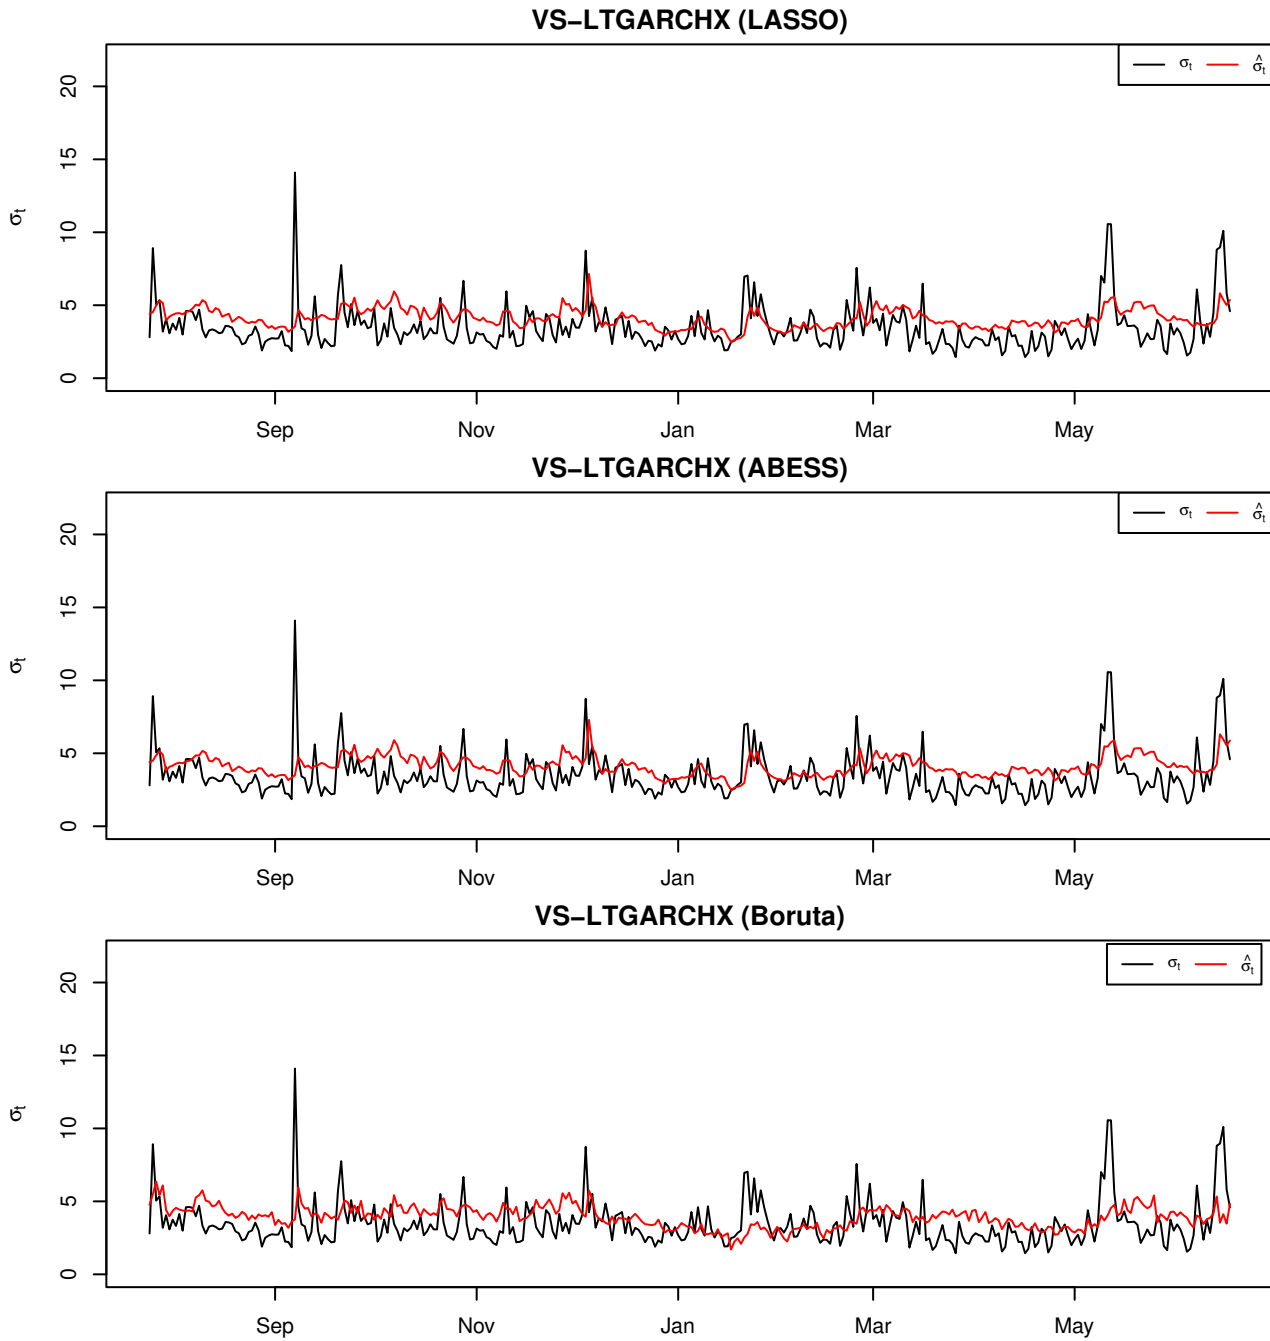 VS−LTGARCHX (LASSO)
σt σ̂t
20
15
10
5
0
σt
Sep Nov Jan Mar May
VS−LTGARCHX (ABESS)
σt σ̂t
20
15
10
5
0
σt
Sep Nov Jan Mar May
VS−LTGARCHX (Boruta)
σt σ̂t
20
15
10
5
0
σt
Sep Nov Jan Mar May